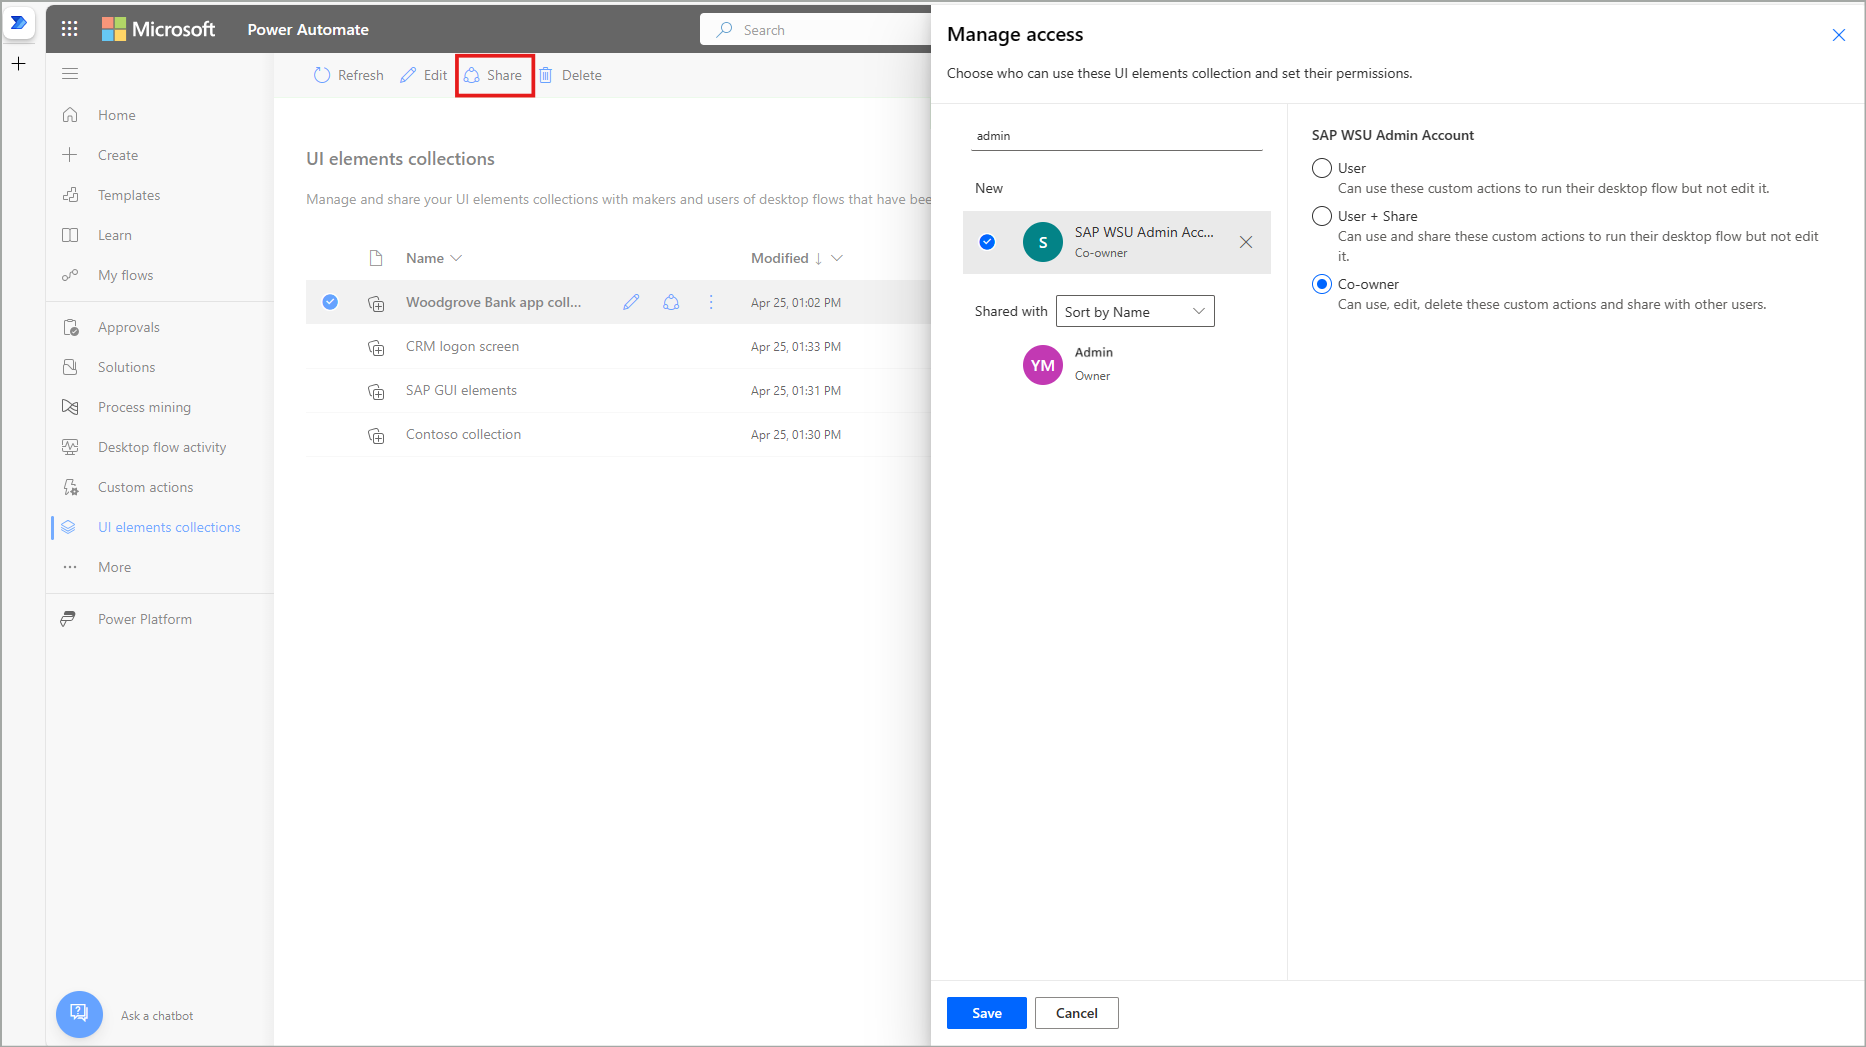 Microsoft
Power Automate
Search
Refresh
Edit
Share
Delete
Home
Create
Templates
Learn
My flows
Approvals
Solutions
Process mining
Desktop flow activity
Custom actions
UI elements collections
More
Power Platform
Ask a chatbot
UI elements collections
Manage and share your UI elements collections with makers and users of desktop flows that have bee
Name
Modified
Woodgrove Bank app coll...
Apr 25, 01:02 PM
CRM logon screen
Apr 25, 01:33 PM
SAP GUI elements
Apr 25, 01:31 PM
Contoso collection
Apr 25, 01:30 PM
Manage access
Choose who can use these UI elements collection and set their permissions.
admin
New
S
SAP WSU Admin Acc...
Co-owner
Shared with
Sort by Name
YM
Admin
Owner
SAP WSU Admin Account
User
Can use these custom actions to run their desktop flow but not edit it.
User + Share
Can use and share these custom actions to run their desktop flow but not edit
it.
Co-owner
Can use, edit, delete these custom actions and share with other users.
Save
Cancel